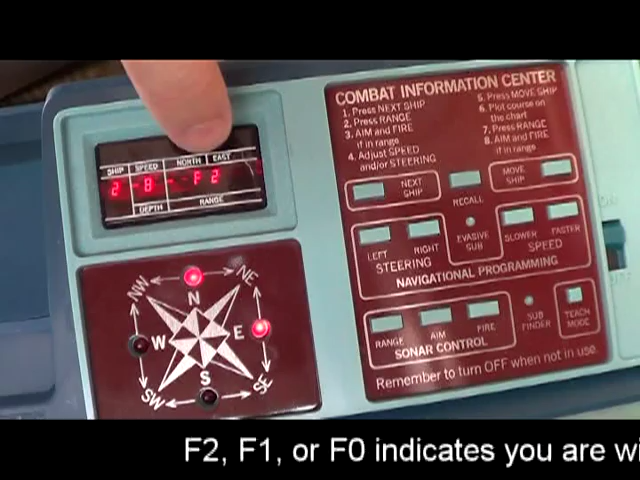 COMBAT INFORMATION CENTER
1. Press NEXT SHIP
2. Press RANGE
3. AIM and FIRE
if in range
4. Adjust SPEED
and/or STEERING
5. Press MOVE SHIP
6. Plot course on
the chart
7. Press RANGE
8. AIM and FIRE
if in range
SHIP SPEED NORTH EAST
2 8 F 2
DEPTH RANGE
NEXT
SHIP
RECALL
MOVE
SHIP
LEFT RIGHT
STEERING
EVASIVE
SUB
SLOWER FASTER
SPEED
NAVIGATIONAL PROGRAMMING
RANGE AIM FIRE
SONAR CONTROL
SUB
FINDER
TEACH
MODE
Remember to turn OFF when not in use.
NW N NE
W E
SW S SE
F2, F1, or F0 indicates you are wi